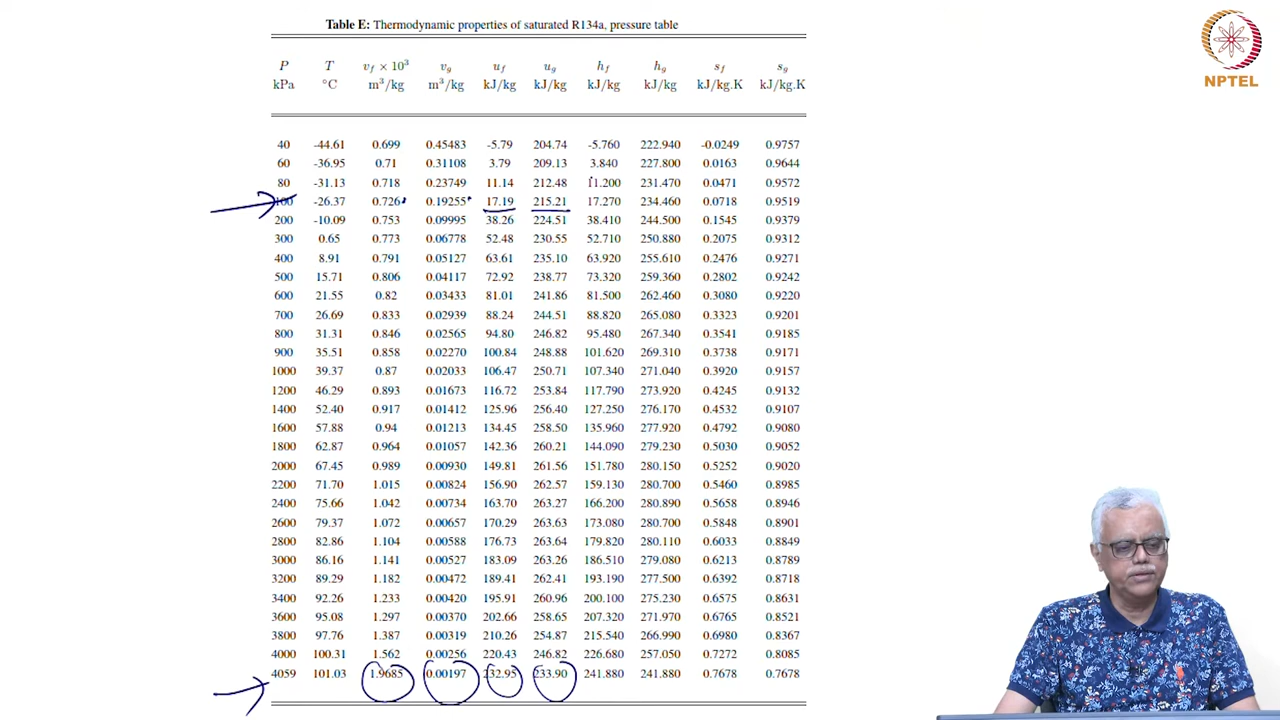 Table E: Thermodynamic properties of saturated R134a, pressure table
NPTEL
P T v_f × 10³ v_g u_f u_g h_f h_g s_f s_g
kPa °C m³/kg m³/kg kJ/kg kJ/kg kJ/kg kJ/kg kJ/kg.K kJ/kg.K
40 -44.61 0.699 0.45483 -5.79 204.74 -5.760 222.940 -0.0249 0.9757
60 -36.95 0.71 0.31108 3.79 209.13 3.840 227.800 0.0163 0.9644
80 -31.13 0.718 0.23749 11.14 212.48 11.200 231.470 0.0471 0.9572
100 -26.37 0.726 0.19255 17.19 215.21 17.270 234.460 0.0718 0.9519
200 -10.09 0.753 0.09995 38.26 224.51 38.410 244.500 0.1545 0.9379
300 0.65 0.773 0.06778 52.48 230.55 52.710 250.880 0.2075 0.9312
400 8.91 0.791 0.05127 63.61 235.10 63.920 255.610 0.2476 0.9271
500 15.71 0.806 0.04117 72.92 238.77 73.320 259.360 0.2802 0.9242
600 21.55 0.82 0.03433 81.01 241.86 81.500 262.460 0.3080 0.9220
700 26.69 0.833 0.02939 88.24 244.51 88.820 265.080 0.3323 0.9201
800 31.31 0.846 0.02565 94.80 246.82 95.480 267.340 0.3541 0.9185
900 35.51 0.858 0.02270 100.84 248.88 101.620 269.310 0.3738 0.9171
1000 39.37 0.87 0.02033 106.47 250.71 107.340 271.040 0.3920 0.9157
1200 46.29 0.893 0.01673 116.72 253.84 117.790 273.920 0.4245 0.9132
1400 52.40 0.917 0.01412 125.96 256.40 127.250 276.170 0.4532 0.9107
1600 57.88 0.94 0.01213 134.45 258.50 135.960 277.920 0.4792 0.9080
1800 62.87 0.964 0.01057 142.36 260.21 144.090 279.230 0.5030 0.9052
2000 67.45 0.989 0.00930 149.81 261.56 151.780 280.150 0.5252 0.9020
2200 71.70 1.015 0.00824 156.90 262.57 159.130 280.700 0.5460 0.8985
2400 75.66 1.042 0.00734 163.70 263.27 166.200 280.890 0.5658 0.8946
2600 79.37 1.072 0.00657 170.29 263.63 173.080 280.700 0.5848 0.8901
2800 82.86 1.104 0.00588 176.73 263.64 179.820 280.110 0.6033 0.8849
3000 86.16 1.141 0.00527 183.09 263.26 186.510 279.080 0.6213 0.8789
3200 89.29 1.182 0.00472 189.41 262.41 193.190 277.500 0.6392 0.8718
3400 92.26 1.233 0.00420 195.91 260.96 200.100 275.230 0.6575 0.8631
3600 95.08 1.297 0.00370 202.66 258.65 207.320 271.970 0.6765 0.8521
3800 97.76 1.387 0.00319 210.26 254.87 215.540 266.990 0.6980 0.8367
4000 100.31 1.562 0.00256 220.43 246.82 226.680 257.050 0.7272 0.8085
4059 101.03 1.9685 0.00197 232.95 233.90 241.880 241.880 0.7678 0.7678